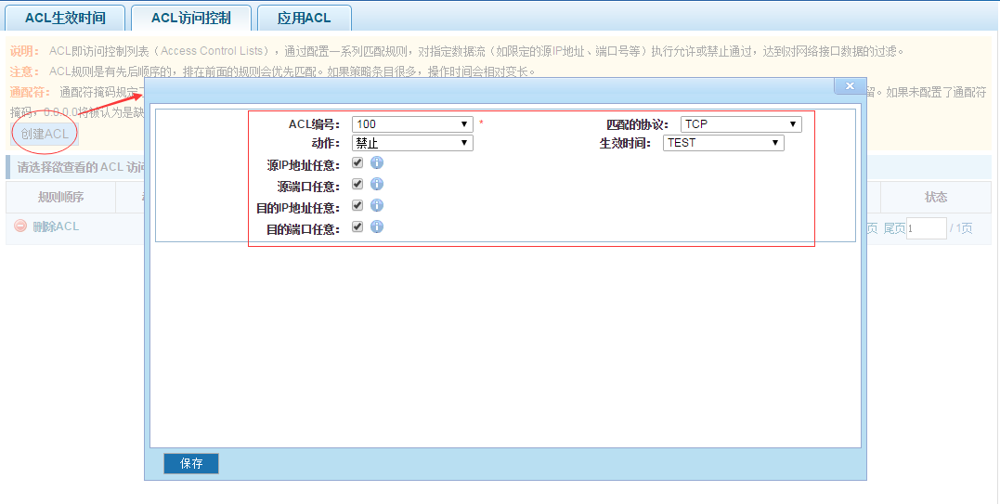 ACL生效时间 ACL访问控制 应用ACL
说明： ACL即访问控制列表（Access Control Lists），通过配置一系列匹配规则，对指定数据流（如限定的源IP地址、端口号等）执行允许或禁止通过，达到对网络接口数据的过滤。
注意： ACL规则是有先后顺序的，排在前面的规则会优先匹配。如果策略条目很多，操作时间会相对变长。
通配符： 通配符掩码规定了 留。如果未配置了通配符
掩码，0.0.0.0将被认为是缺
创建ACL
请选择欲查看的 ACL 访问
规则顺序 状态
删除ACL 页 尾页 1 / 1页
ACL编号： 100 * 匹配的协议： TCP
动作： 禁止 生效时间： TEST
源IP地址任意：
源端口任意：
目的IP地址任意：
目的端口任意：
保存